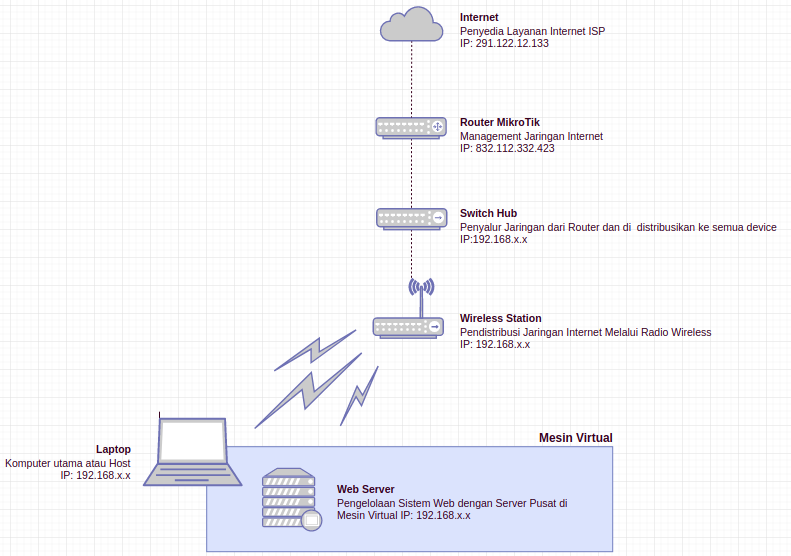 Internet
Penyedia Layanan Internet ISP
IP: 291.122.12.133
Router MikroTik
Management Jaringan Internet
IP: 832.112.332.423
Switch Hub
Penyalur Jaringan dari Router dan di  distribusikan ke semua device
IP:192.168.x.x
Wireless Station
Pendistribusi Jaringan Internet Melalui Radio Wireless
IP: 192.168.x.x
Mesin Virtual
Laptop
Komputer utama atau Host
IP: 192.168.x.x
Web Server
Pengelolaan Sistem Web dengan Server Pusat di
Mesin Virtual IP: 192.168.x.x